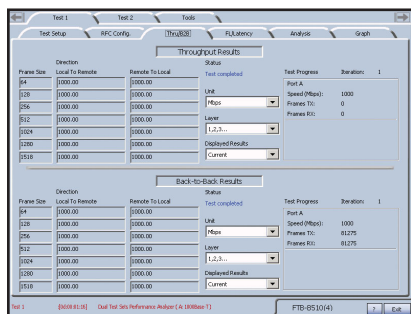 Test 1 Test 2 Tools
Test Setup RFC Config. Thru/B2B FL/Latency Analysis Graph
Throughput Results
Direction Status
Frame Size Local To Remote Remote To Local Test completed Test Progress Iteration: 1
64 1000.00 1000.00 Port A
128 1000.00 1000.00 Unit Speed (Mbps): 1000
256 1000.00 1000.00 Mbps Frames TX: 0
512 1000.00 1000.00 Layer Frames RX: 0
1024 1000.00 1000.00 1,2,3...
1280 1000.00 1000.00 Displayed Results
1518 1000.00 1000.00 Current
Back-to-Back Results
Direction Status
Frame Size Local To Remote Remote To Local Test completed Test Progress Iteration: 1
64 1000.00 1000.00 Port A
128 1000.00 1000.00 Unit Speed (Mbps): 1000
256 1000.00 1000.00 Mbps Frames TX: 81275
512 1000.00 1000.00 Layer Frames RX: 81275
1024 1000.00 1000.00 1,2,3...
1280 1000.00 1000.00 Displayed Results
1518 1000.00 1000.00 Current
Test 1 [00:00:01:16] Dual Test Sets Performance Analyzer ( A: 1000Base-T ) FTB-8510(4) ? Exit